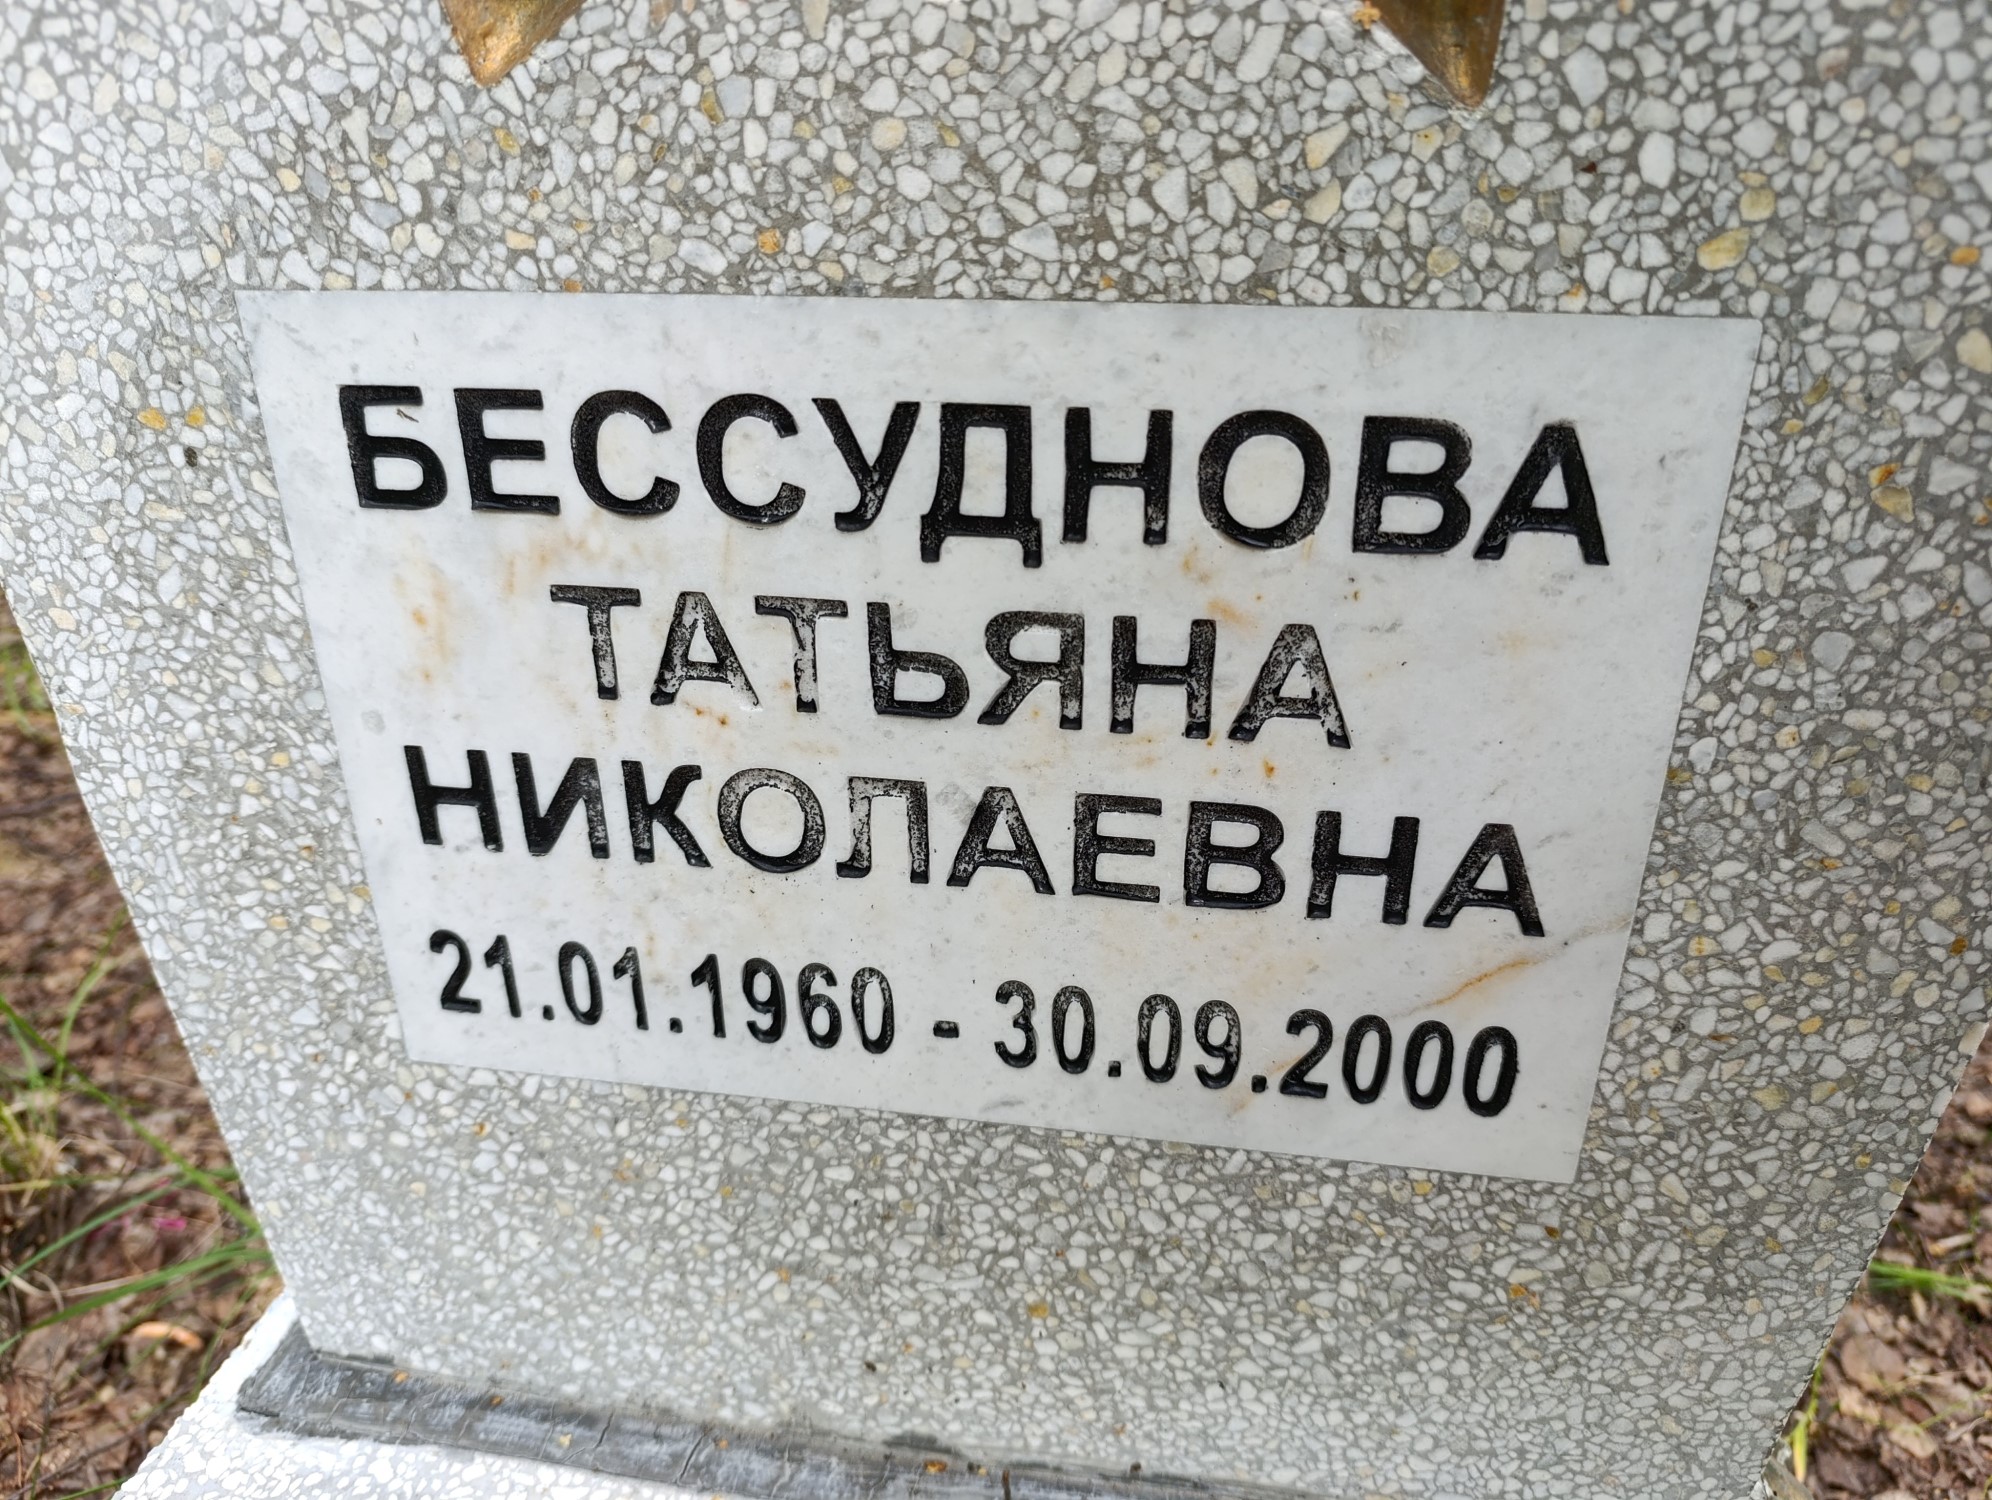 БЕССУДНОВА
ТАТЬЯНА
НИКОЛАЕВНА
21.01.1960 - 30.09.2000